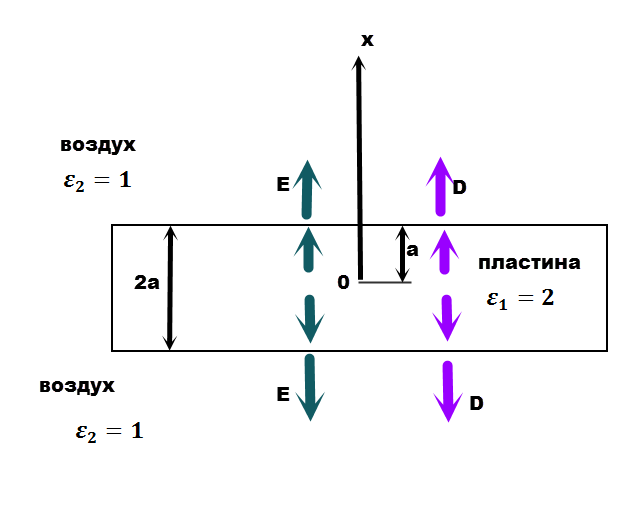 x
воздух
ε₂ = 1
E
D
a
пластина
2a
0
ε₁ = 2
воздух
E
D
ε₂ = 1